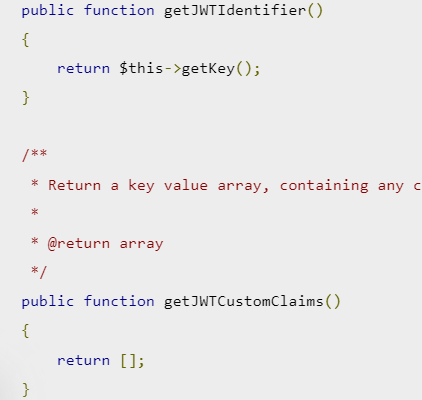 public function getJWTIdentifier()
{
    return $this->getKey();
}

/**
 * Return a key value array, containing any
 *
 * @return array
 */
public function getJWTCustomClaims()
{
    return [];
}